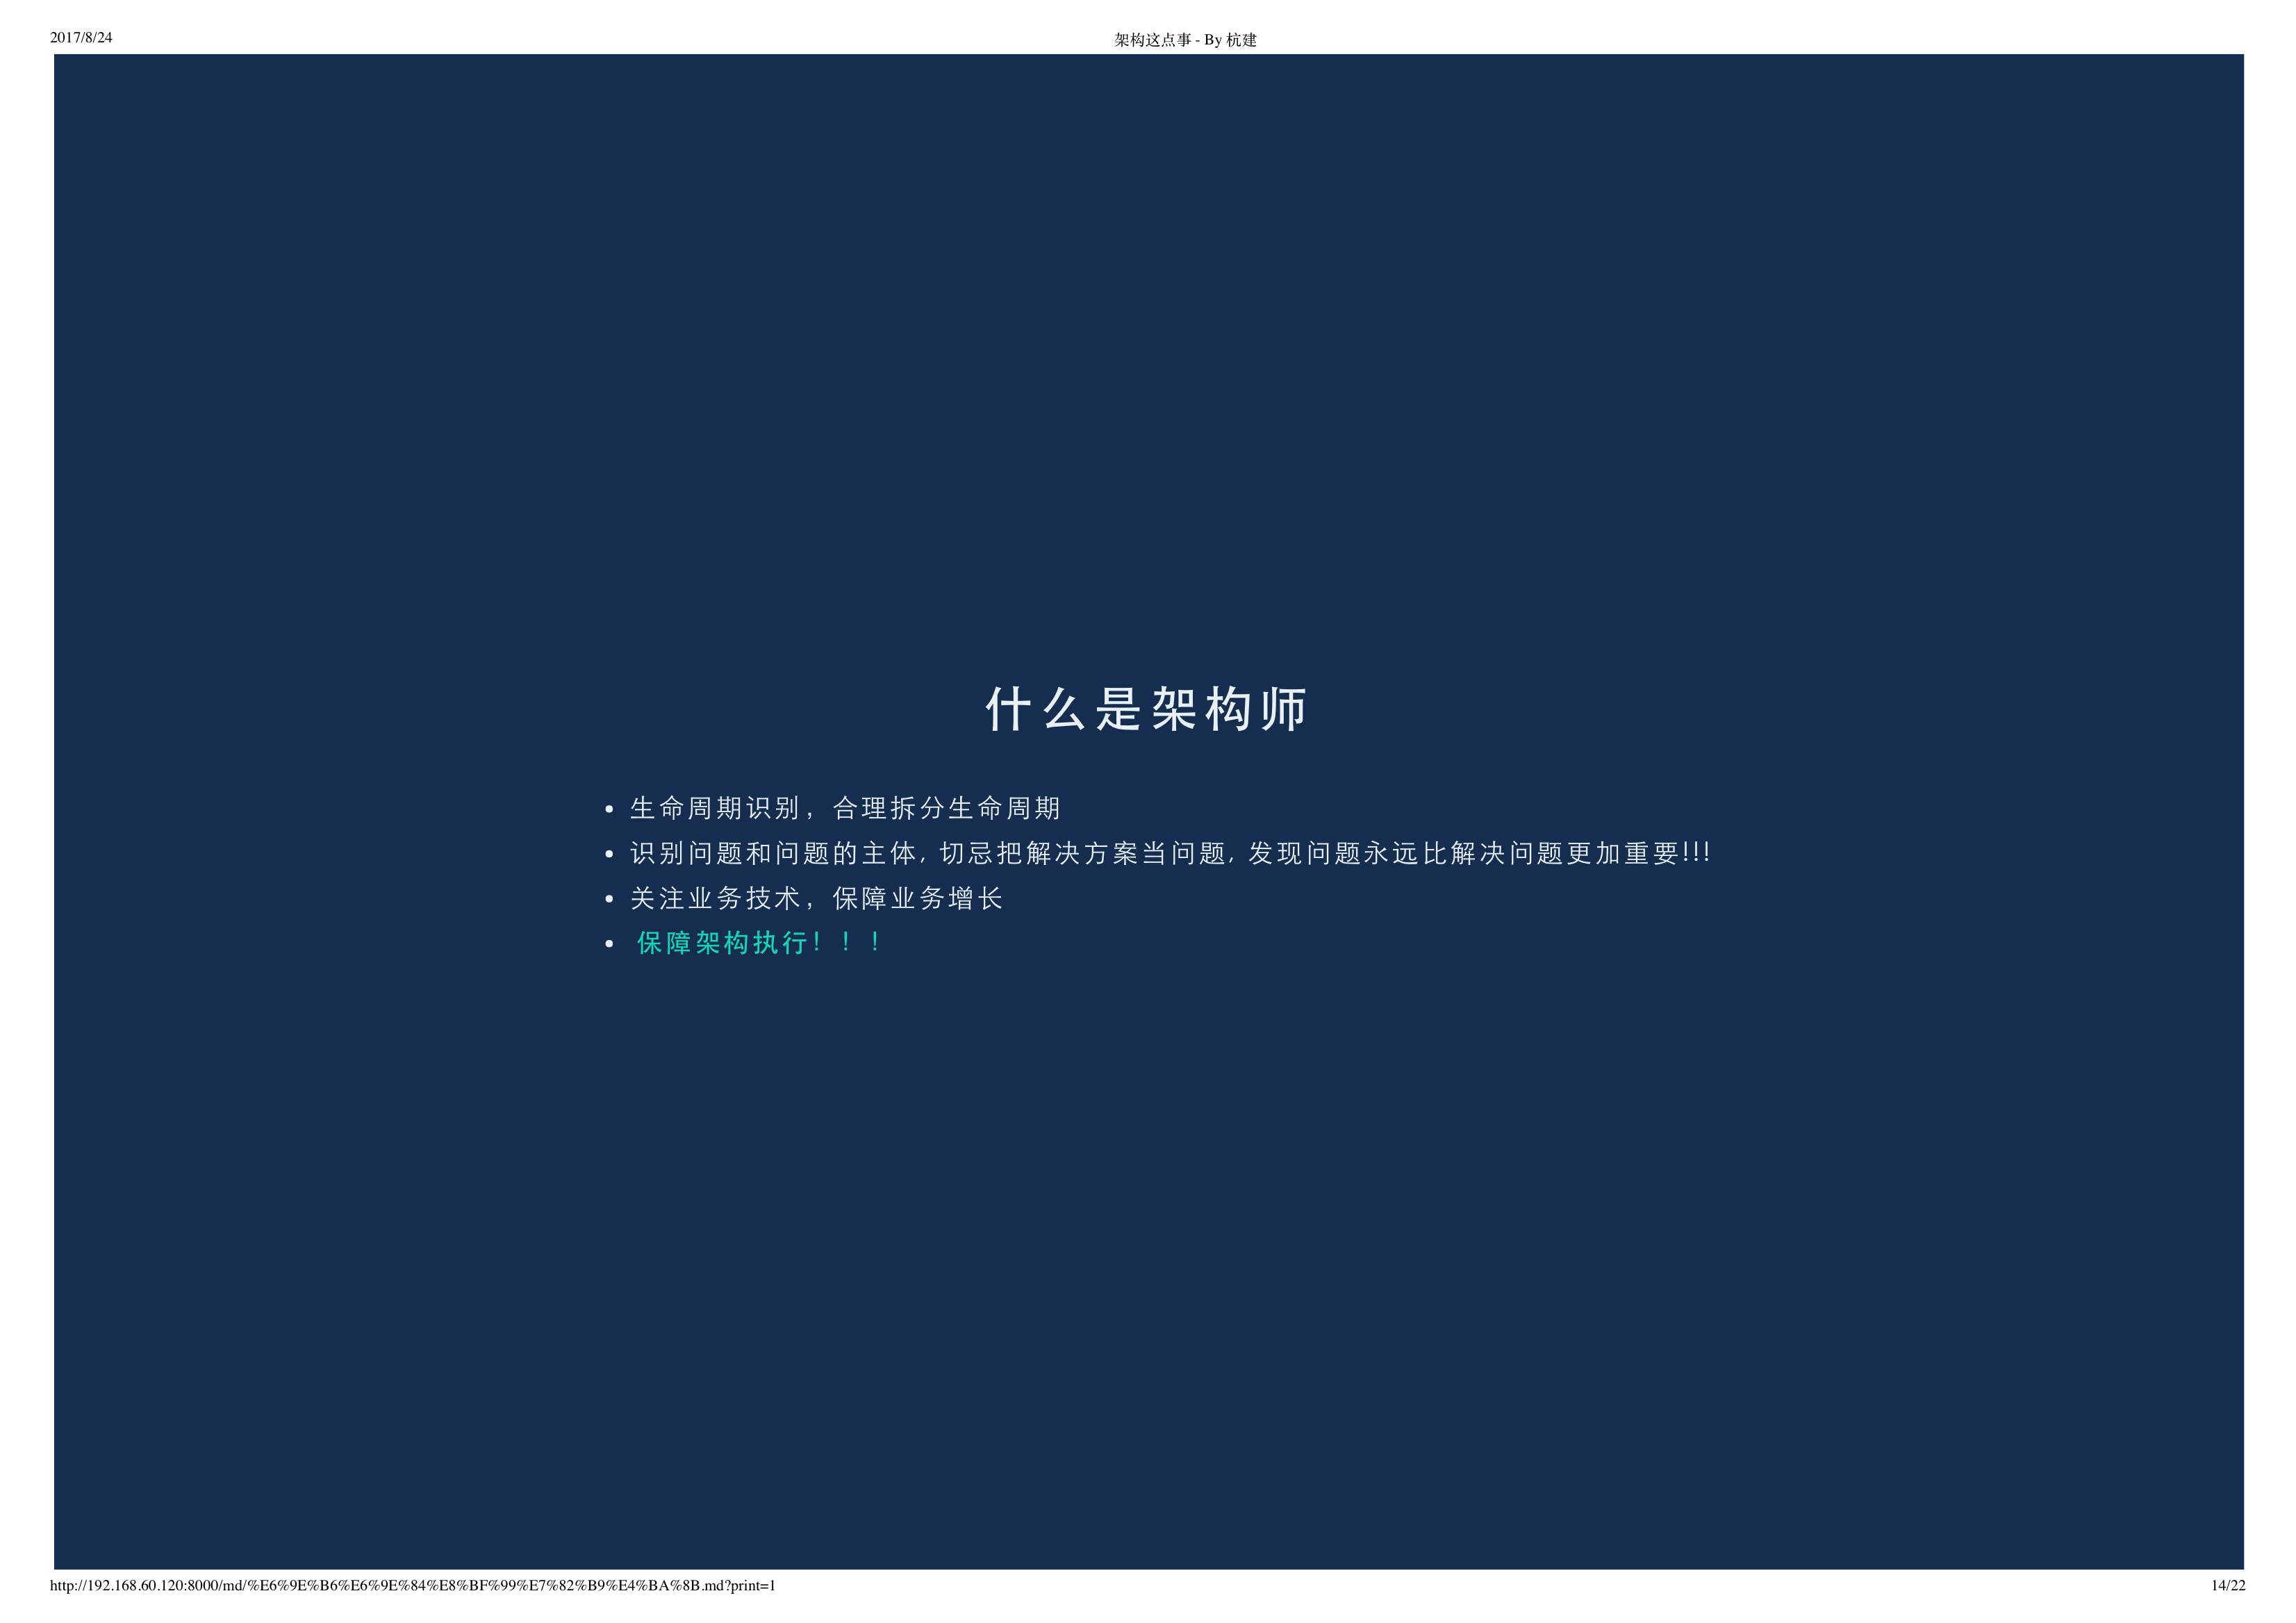 2017/8/24
架构这点事 - By 杭建
什么是架构师
• 生命周期识别，合理拆分生命周期
• 识别问题和问题的主体, 切忌把解决方案当问题, 发现问题永远比解决问题更加重要!!!
• 关注业务技术，保障业务增长
• 保障架构执行！！！
http://192.168.60.120:8000/md/%E6%9E%B6%E6%9E%84%E8%BF%99%E7%82%B9%E4%BA%8B.md?print=1
14/22